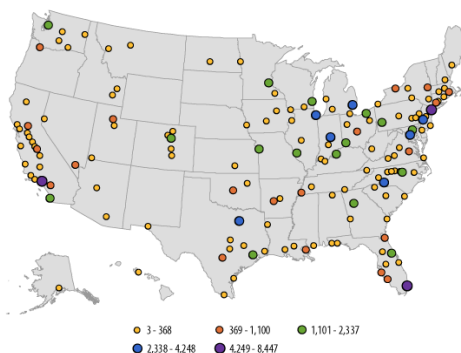 3 - 368 369 - 1,100 1,101 - 2,337
2,338 - 4,248 4,249 - 8,447